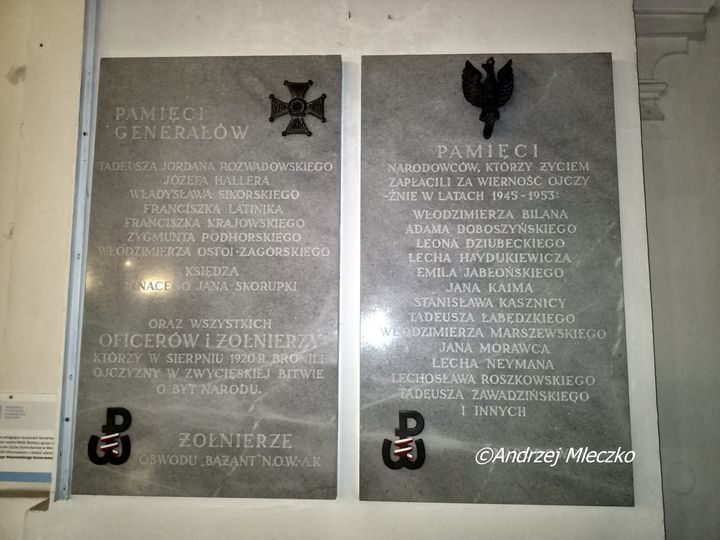 PAMIĘCI
GENERAŁÓW
TADEUSZA JORDANA ROZWADOWSKIEGO
JÓZEFA HALLERA
WŁADYSŁAWA SIKORSKIEGO
FRANCISZKA LATINIKA
FRANCISZKA KRAJOWSKIEGO
ZYGMUNTA PODHORSKIEGO
WŁODZIMIERZA OSTOI-ZAGÓRSKIEGO
KSIĘDZA
IGNACEGO JANA SKORUPKI
ORAZ WSZYSTKICH
OFICERÓW i ŻOŁNIERZY
KTÓRZY W SIERPNIU 1920 R. BRONILI
OJCZYZNY W ZWYCIĘSKIEJ BITWIE
O BYT NARODU.
ŻOŁNIERZE
OBWODU „BAŻANT" N.O.W.-A.K
PAMIĘCI
NARODOWCÓW, KTÓRZY ŻYCIEM
ZAPŁACILI ZA WIERNOŚĆ OJCZY
-ŹNIE W LATACH 1945-1953:
WŁODZIMIERZA BILANA
ADAMA DOBOSZYŃSKIEGO
LEONA DZIUBECKIEGO
LECHA HAYDUKIEWICZA
EMILA JABŁOŃSKIEGO
JANA KAIMA
STANISŁAWA KASZNICY
TADEUSZA ŁABĘDZKIEGO
WŁODZIMIERZA MARSZEWSKIEGO
JANA MORAWCA
LECHA NEYMANA
LECHOSŁAWA ROSZKOWSKIEGO
TADEUSZA ZAWADZIŃSKIEGO
I INNYCH
©Andrzej Mleczko